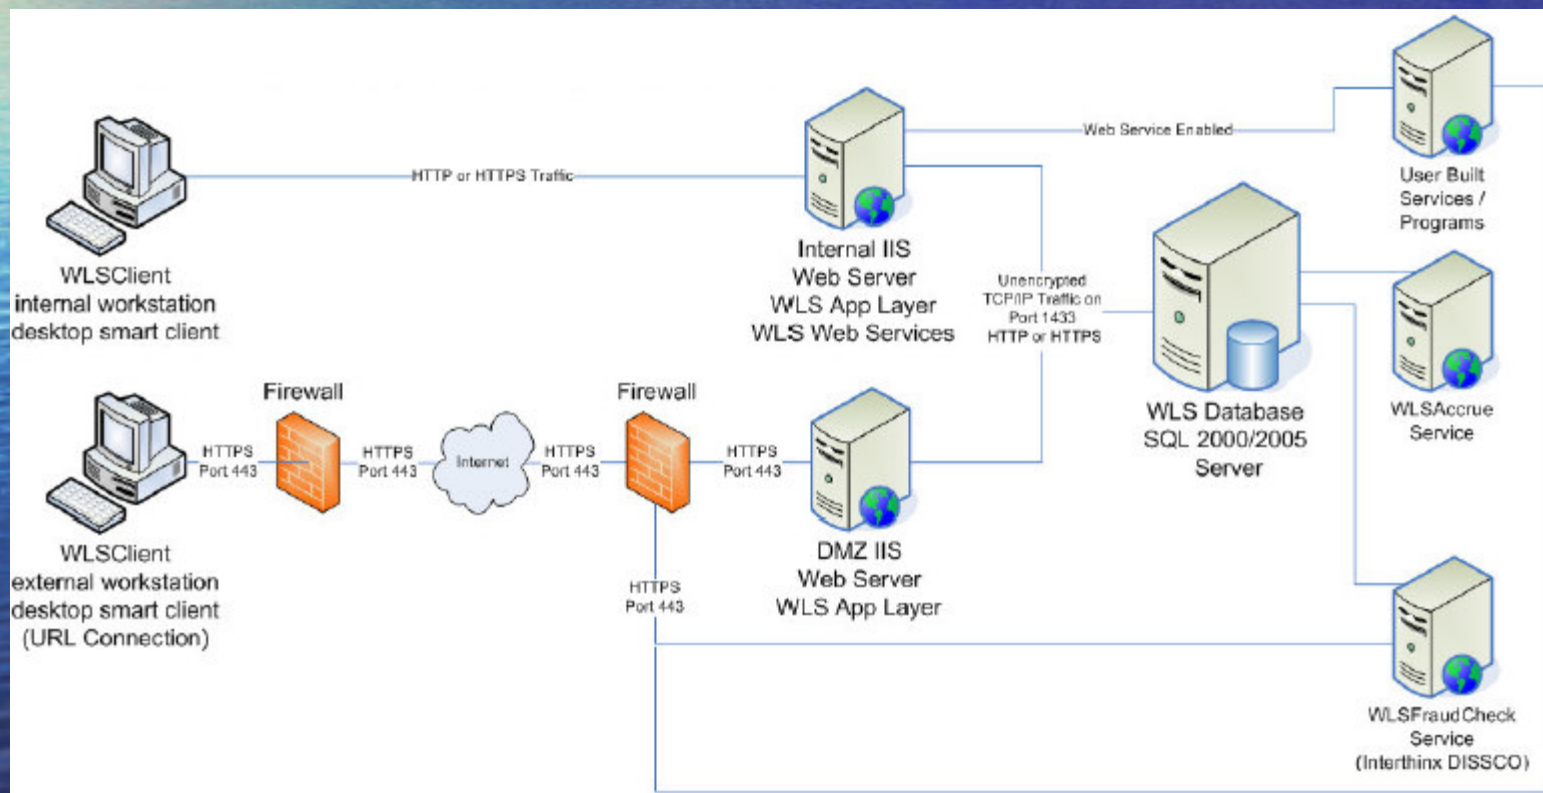 HTTP or HTTPS Traffic
WLSClient
internal workstation
desktop smart client
Internal IIS
Web Server
WLS App Layer
WLS Web Services
Web Service Enabled
User Built
Services /
Programs
Unencrypted
TCP/IP Traffic on
Port 1433
HTTP or HTTPS
WLS Database
SQL 2000/2005
Server
WLSAccrue
Service
Firewall
Firewall
HTTPS
Port 443
HTTPS
Port 443
Internet
HTTPS
Port 443
HTTPS
Port 443
WLSClient
external workstation
desktop smart client
(URL Connection)
DMZ IIS
Web Server
WLS App Layer
HTTPS
Port 443
WLSFraudCheck
Service
(Interthinx DISSCO)